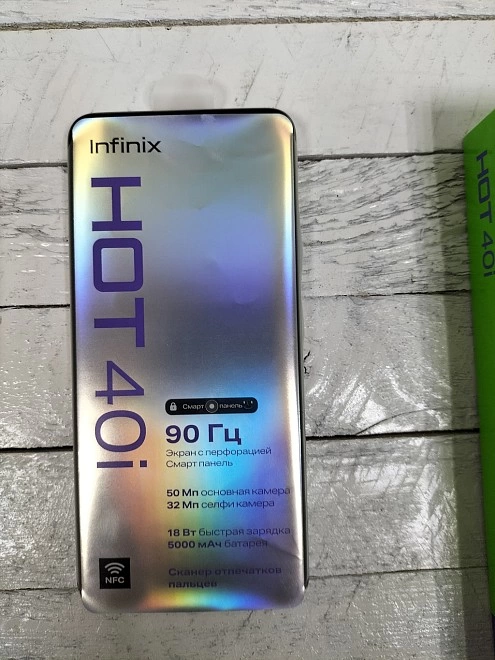 Infinix
HOT 40i
Смарт панель
90 Гц
Экран с перфорацией
Смарт панель
50 Мп основная камера
32 Мп селфи камера
18 Вт быстрая зарядка
5000 мАч батарея
Сканер отпечатков
пальцев
NFC
HOT 40i